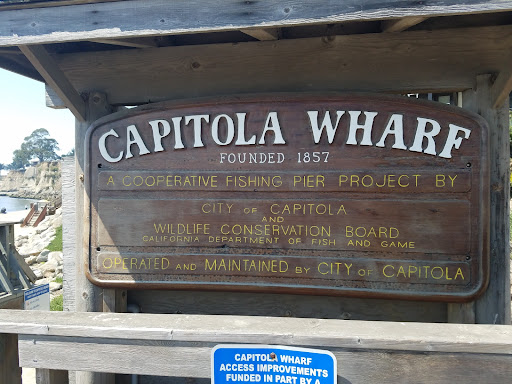 CAPITOLA WHARF
FOUNDED 1857
A COOPERATIVE FISHING PIER PROJECT BY
CITY OF CAPITOLA
AND
WILDLIFE CONSERVATION BOARD
CALIFORNIA DEPARTMENT OF FISH AND GAME
OPERATED AND MAINTAINED BY CITY OF CAPITOLA
CAPITOLA WHARF
ACCESS IMPROVEMENTS
FUNDED IN PART BY A